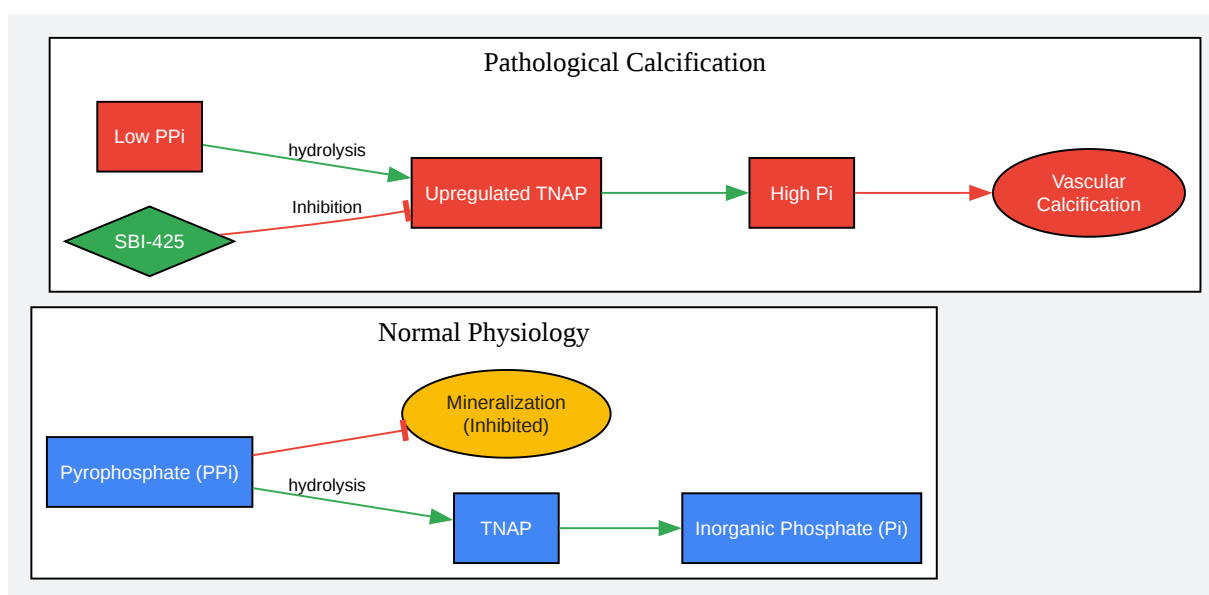 Pathological Calcification
Low PPi
hydrolysis
Upregulated TNAP
High Pi
Vascular
Calcification
Inhibition
SBI-425
Normal Physiology
Mineralization
(Inhibited)
Pyrophosphate (PPi)
hydrolysis
TNAP
Inorganic Phosphate (Pi)